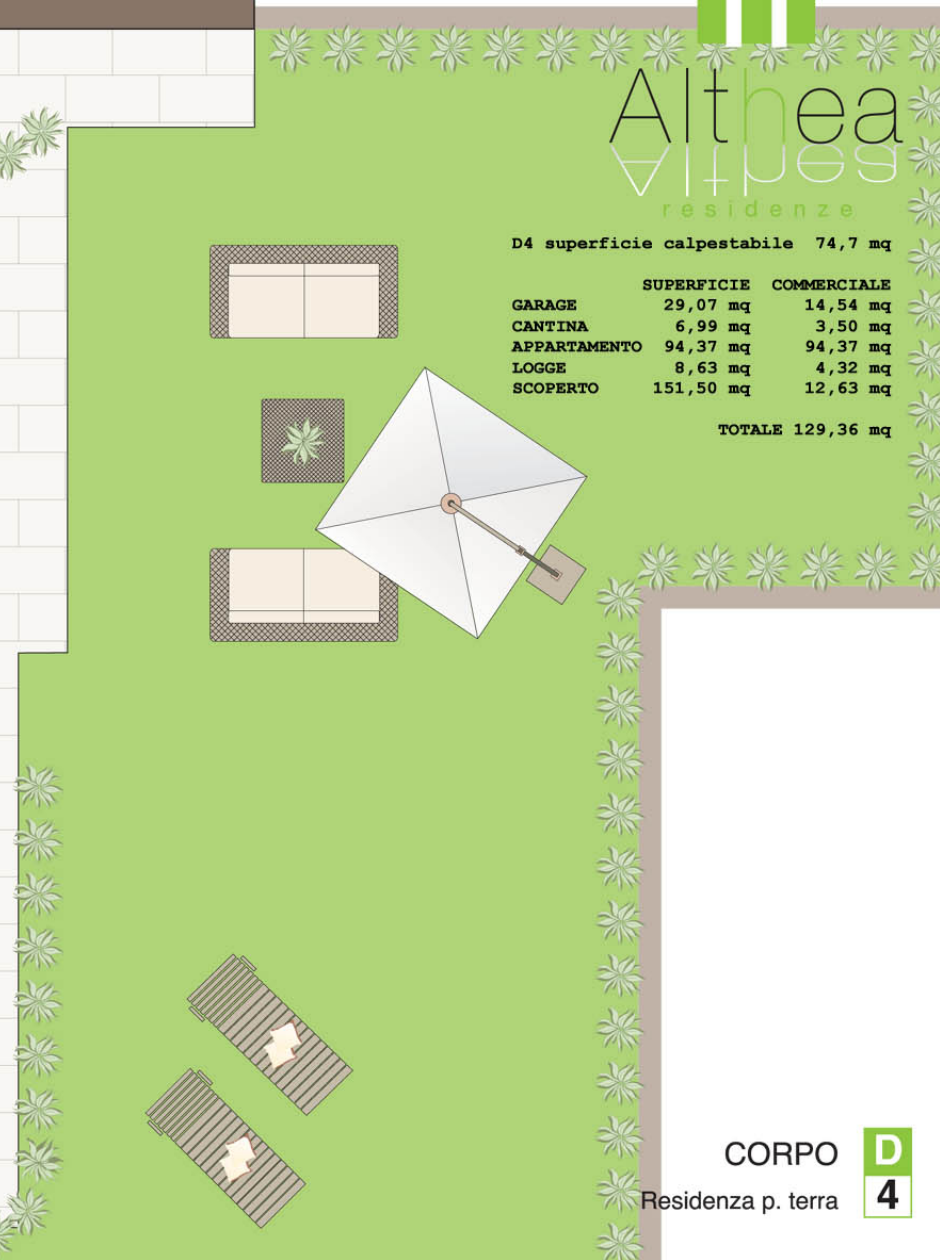 Althea
residenze
D4 superficie calpestabile 74,7 mq
SUPERFICIE COMMERCIALE
GARAGE 29,07 mq 14,54 mq
CANTINA 6,99 mq 3,50 mq
APPARTAMENTO 94,37 mq 94,37 mq
LOGGE 8,63 mq 4,32 mq
SCOPERTO 151,50 mq 12,63 mq
TOTALE 129,36 mq
CORPO D
Residenza p. terra 4